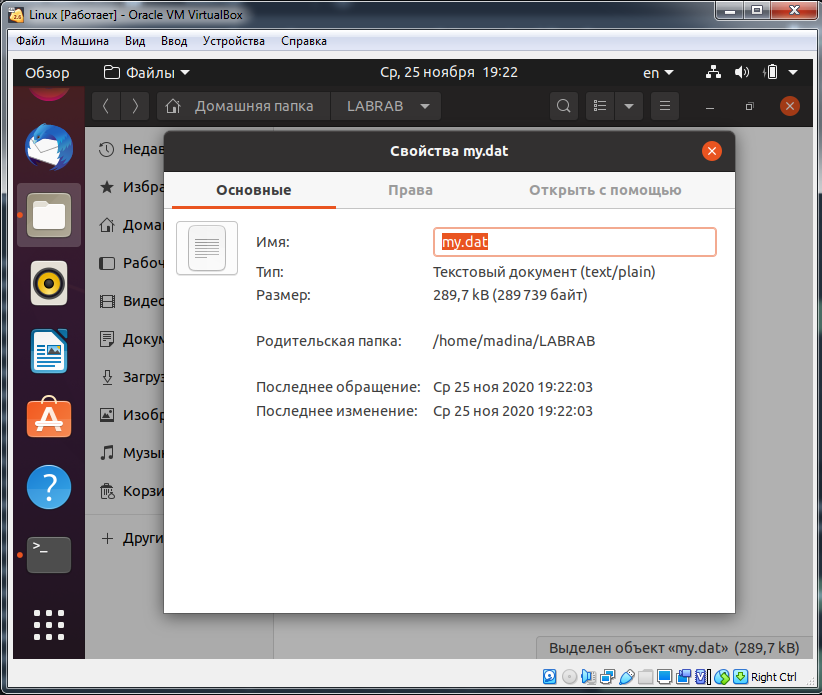 Linux [Работает] - Oracle VM VirtualBox
Файл Машина Вид Ввод Устройства Справка
Обзор Файлы Ср, 25 ноября 19:22 en
Домашняя папка LABRAB
Свойства my.dat
Основные Права Открыть с помощью
Недав
Избра
Домаш
Рабоч
Видео
Докум
Загруз
Изобр
Музык
Корзи
Други
Имя: my.dat
Тип: Текстовый документ (text/plain)
Размер: 289,7 kB (289 739 байт)
Родительская папка: /home/madina/LABRAB
Последнее обращение: Ср 25 ноя 2020 19:22:03
Последнее изменение: Ср 25 ноя 2020 19:22:03
Выделен объект «my.dat» (289,7 kB)
Right Ctrl